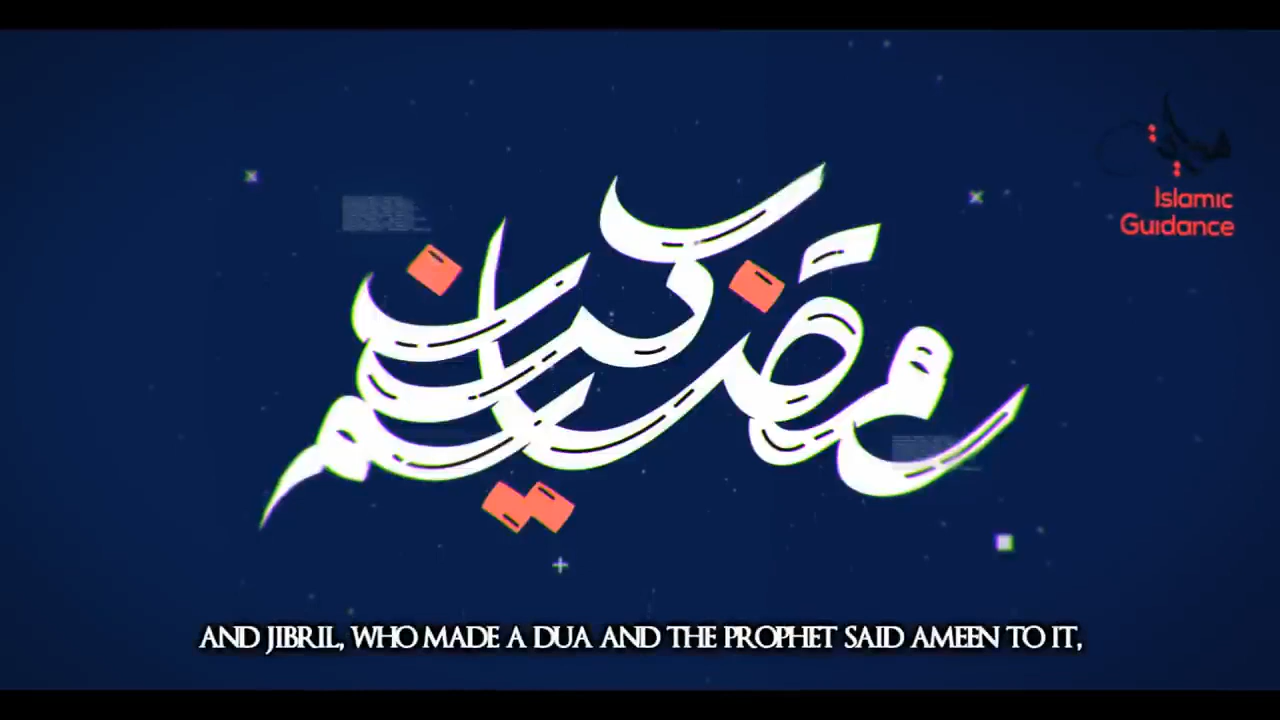 رمضان كريم
Islamic
Guidance
AND JIBRIL, WHO MADE A DUA AND THE PROPHET SAID AMEEN TO IT,